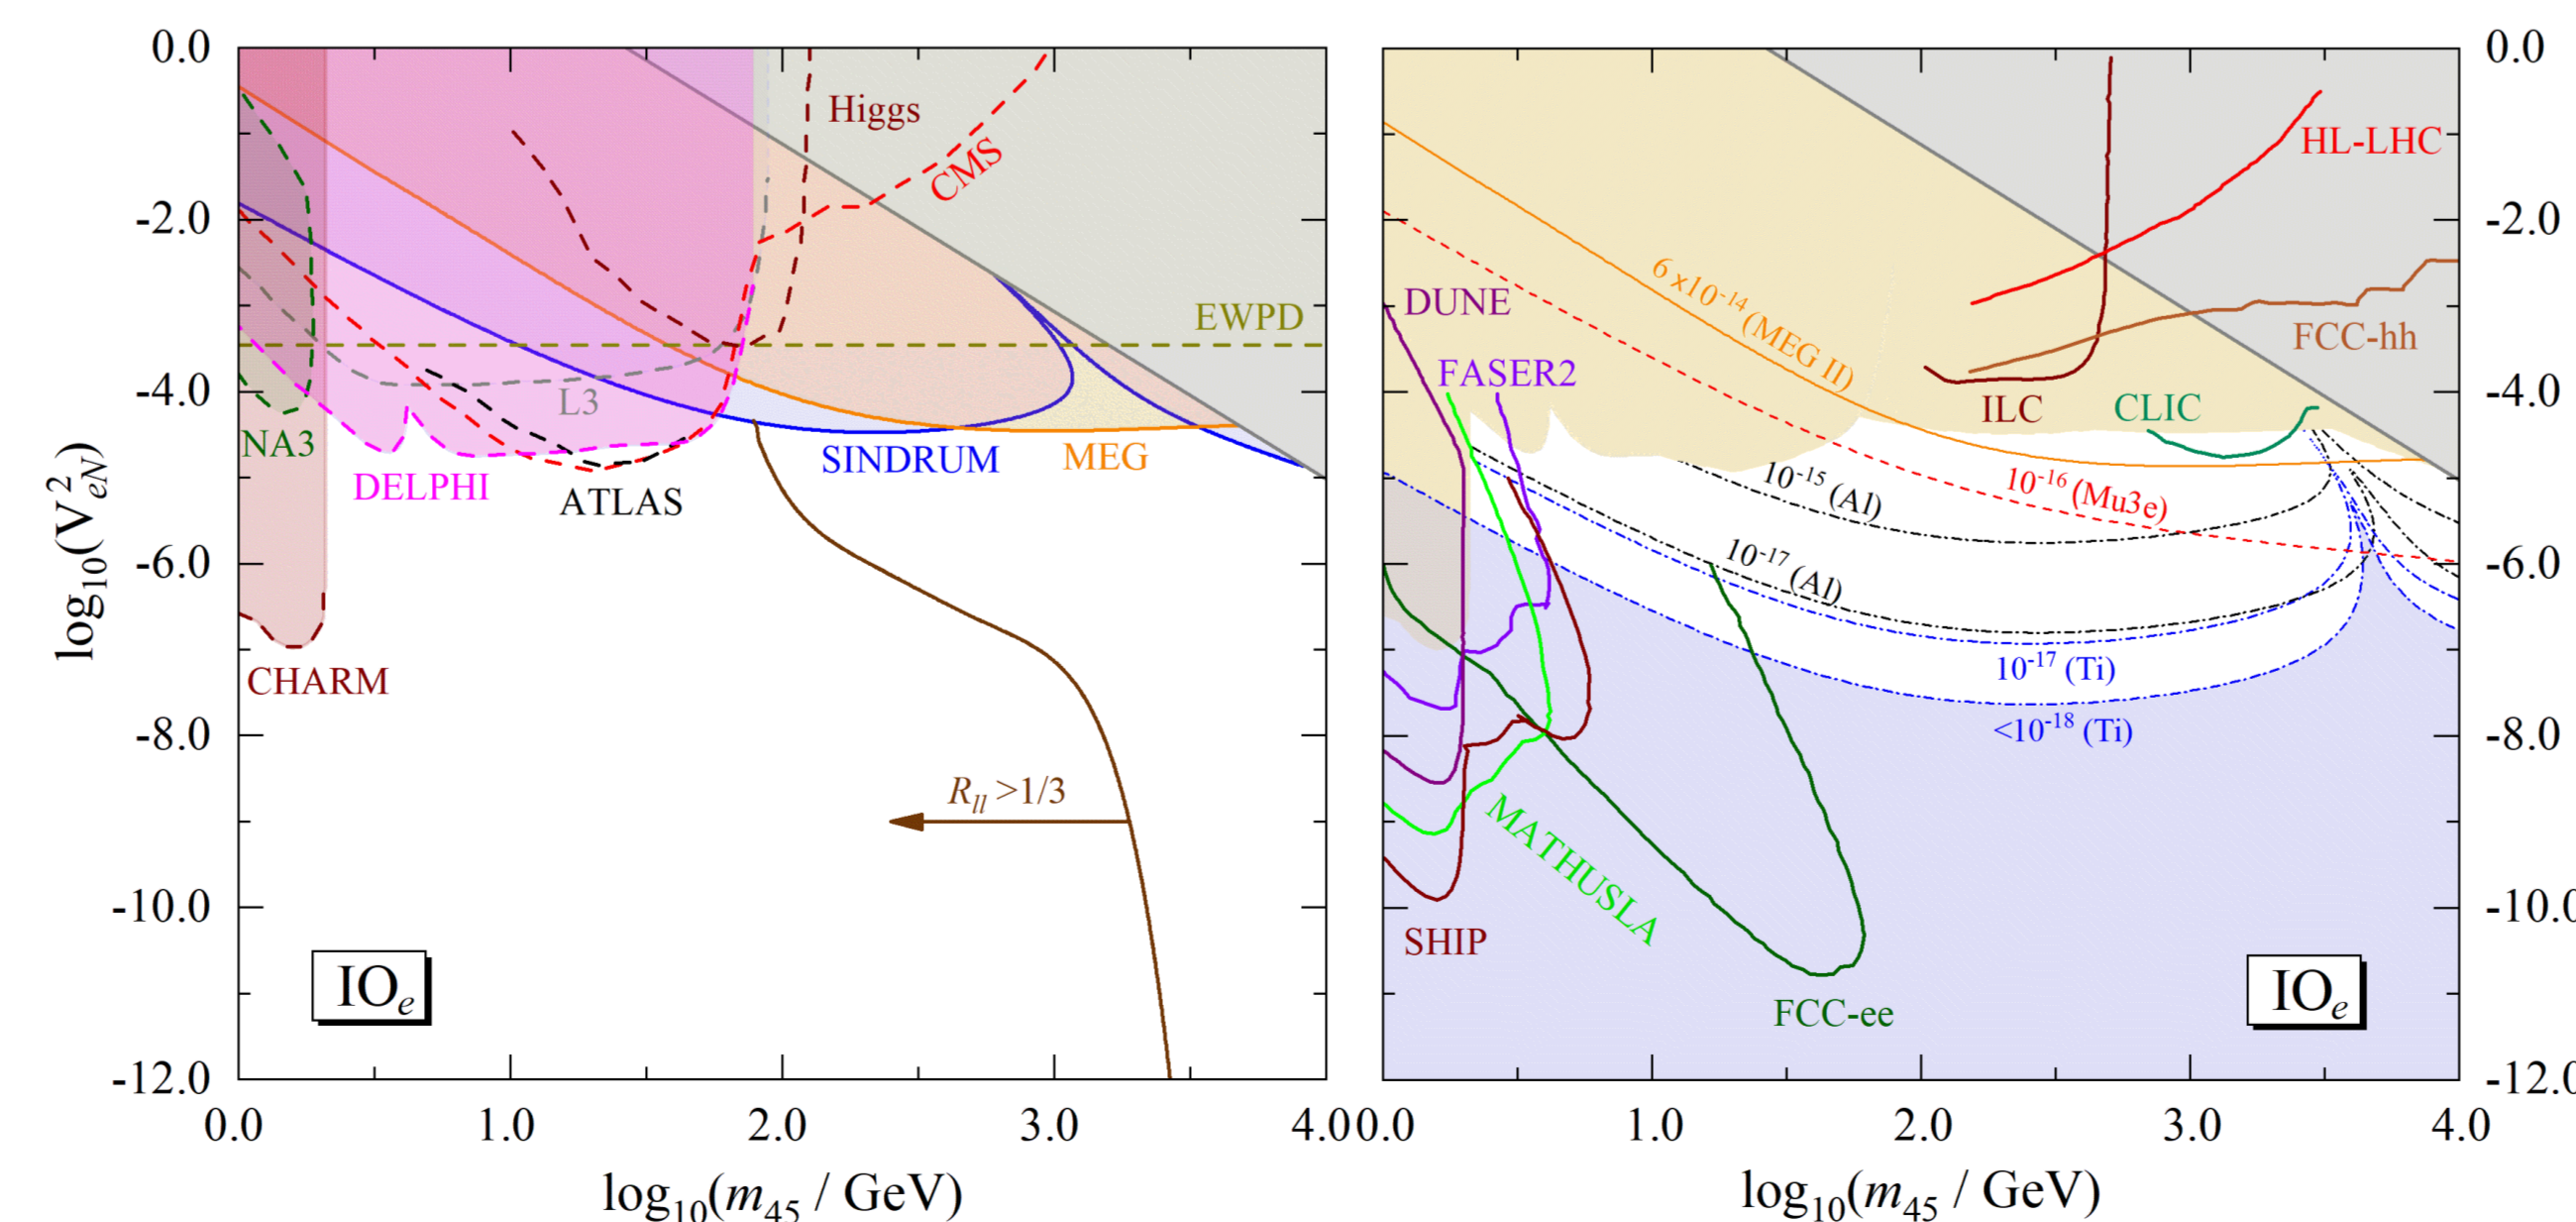 0.0
-2.0
-4.0
-6.0
-8.0
-10.0
-12.0
log₁₀(V²ₑN)
Higgs
CMS
EWPD
L3
NA3
DELPHI
ATLAS
SINDRUM
MEG
CHARM
Rₗₗ >1/3
IOₑ
0.0 1.0 2.0 3.0 4.0
log₁₀(m₄₅ / GeV)
HL-LHC
DUNE
6 x10⁻¹⁴ (MEG II)
FCC-hh
FASER2
ILC
CLIC
10⁻¹⁵ (Al)
10⁻¹⁶ (Mu3e)
10⁻¹⁷ (Al)
10⁻¹⁷ (Ti)
<10⁻¹⁸ (Ti)
MATHUSLA
SHIP
FCC-ee
IOₑ
0.0
-2.0
-4.0
-6.0
-8.0
-10.0
-12.0
0.0 1.0 2.0 3.0 4.0
log₁₀(m₄₅ / GeV)